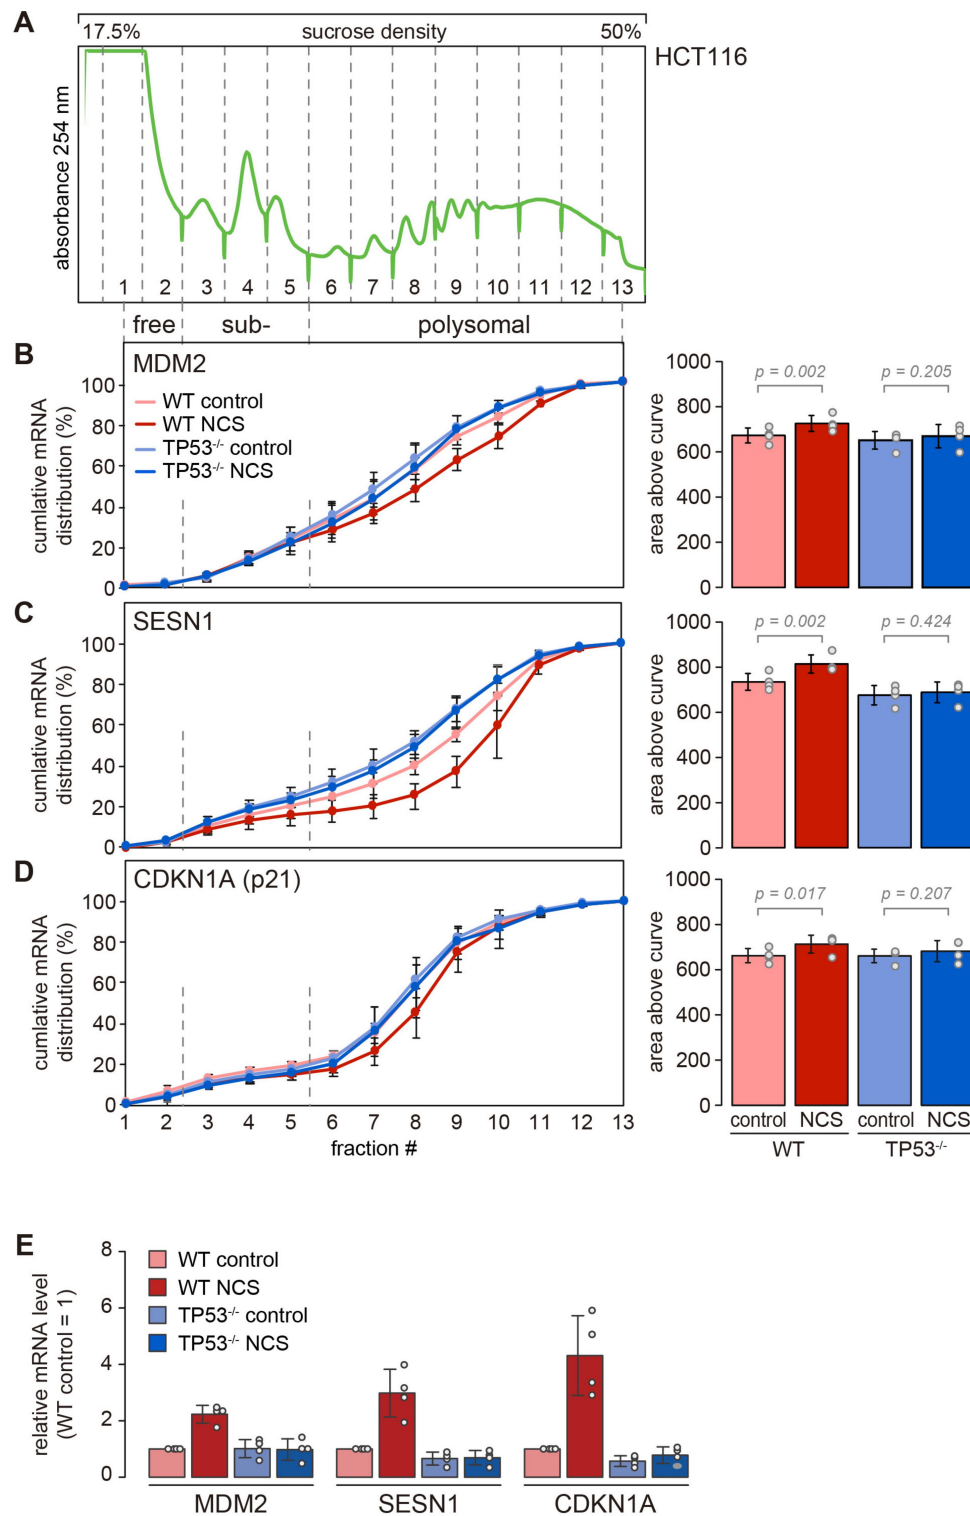 A
17.5% sucrose density 50%
HCT116
absorbance 254 nm
1 2 3 4 5 6 7 8 9 10 11 12 13
free sub- polysomal
B
MDM2
cumlative mRNA
distribution (%)
100
80
60
40
20
0
WT control
WT NCS
TP53-/- control
TP53-/- NCS
area above curve
1000
800
600
400
200
0
p = 0.002 p = 0.205
C
SESN1
cumlative mRNA
distribution (%)
100
80
60
40
20
0
area above curve
1000
800
600
400
200
0
p = 0.002 p = 0.424
D
CDKN1A (p21)
cumlative mRNA
distribution (%)
100
80
60
40
20
0
1 2 3 4 5 6 7 8 9 10 11 12 13
fraction #
area above curve
1000
800
600
400
200
0
p = 0.017 p = 0.207
control NCS control NCS
WT TP53-/-
E
relative mRNA level
(WT control = 1)
8
6
4
2
0
WT control
WT NCS
TP53-/- control
TP53-/- NCS
MDM2 SESN1 CDKN1A